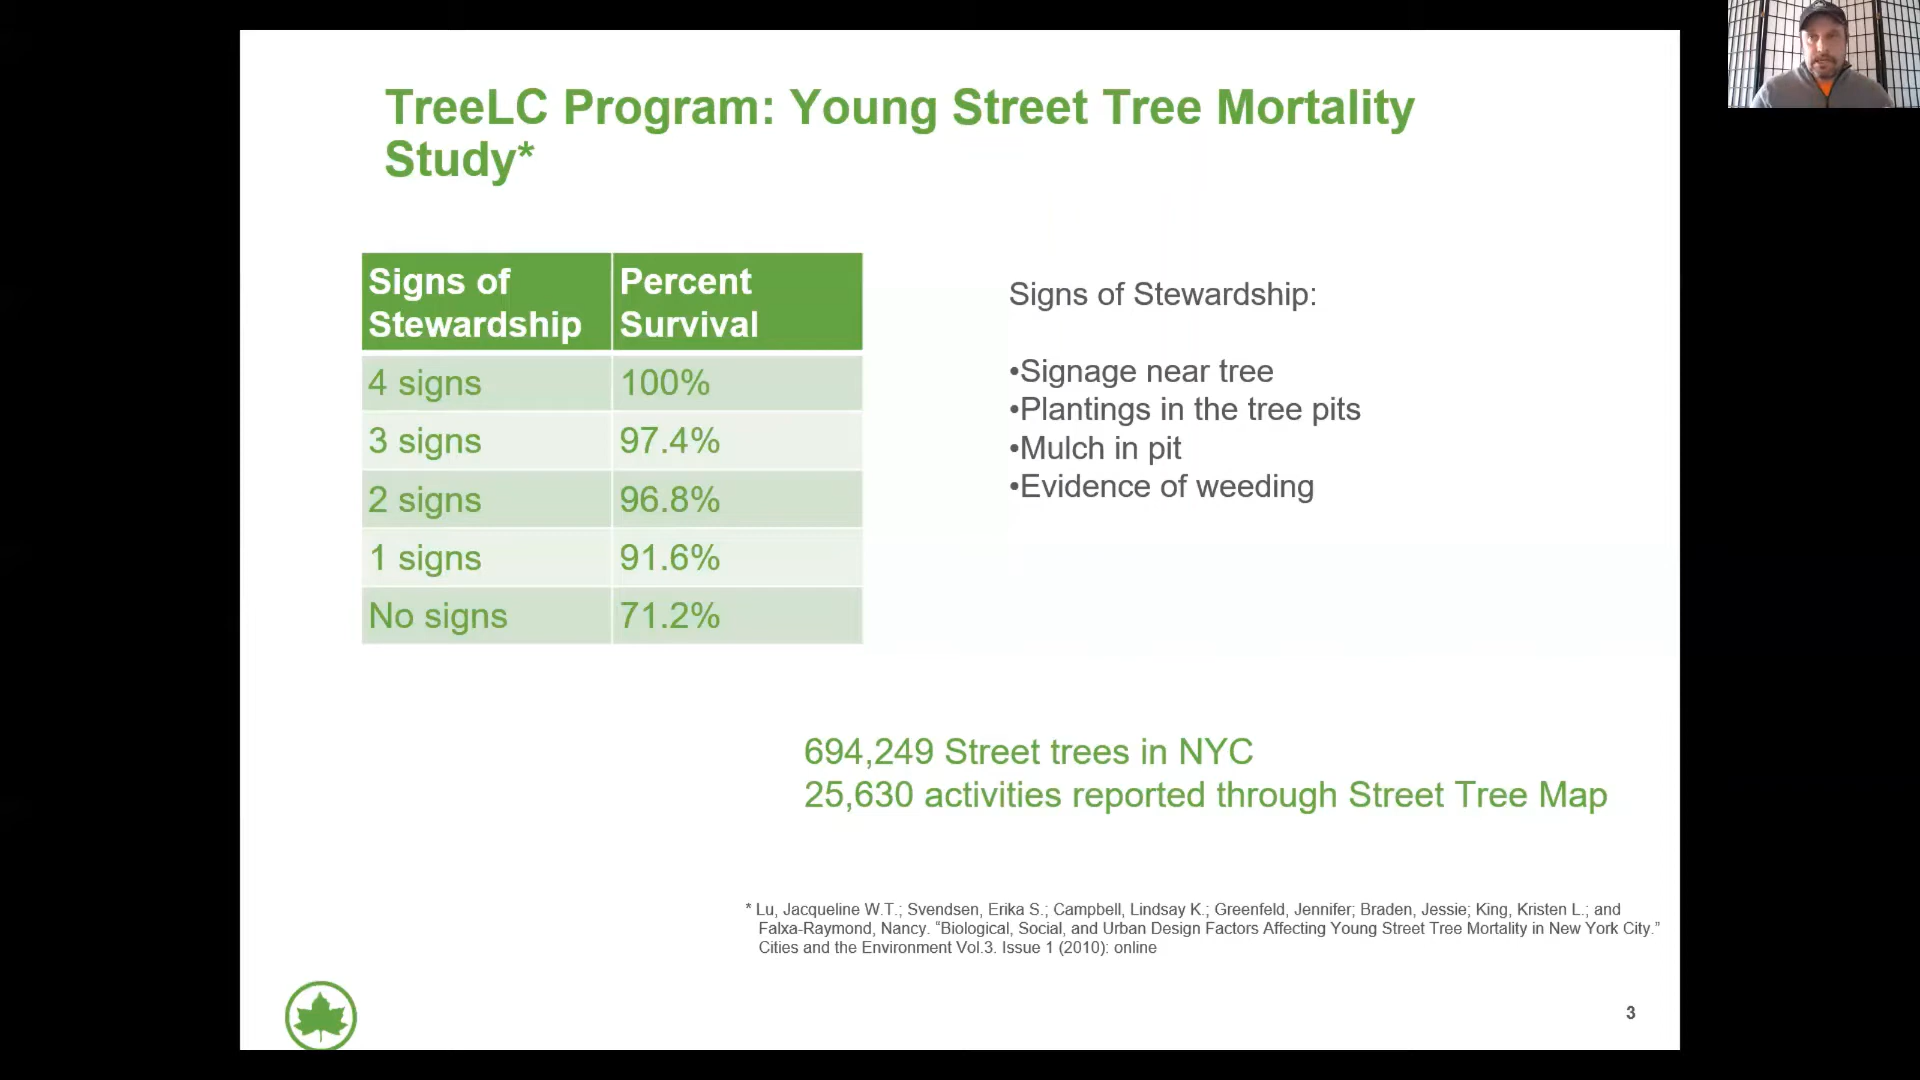 TreeLC Program: Young Street Tree Mortality
Study*
Signs of
Stewardship
Percent
Survival
4 signs
100%
3 signs
97.4%
2 signs
96.8%
1 signs
91.6%
No signs
71.2%
Signs of Stewardship:
•Signage near tree
•Plantings in the tree pits
•Mulch in pit
•Evidence of weeding
694,249 Street trees in NYC
25,630 activities reported through Street Tree Map
* Lu, Jacqueline W.T.; Svendsen, Erika S.; Campbell, Lindsay K.; Greenfeld, Jennifer; Braden, Jessie; King, Kristen L.; and
Falxa-Raymond, Nancy. “Biological, Social, and Urban Design Factors Affecting Young Street Tree Mortality in New York City.”
Cities and the Environment Vol.3. Issue 1 (2010): online
3